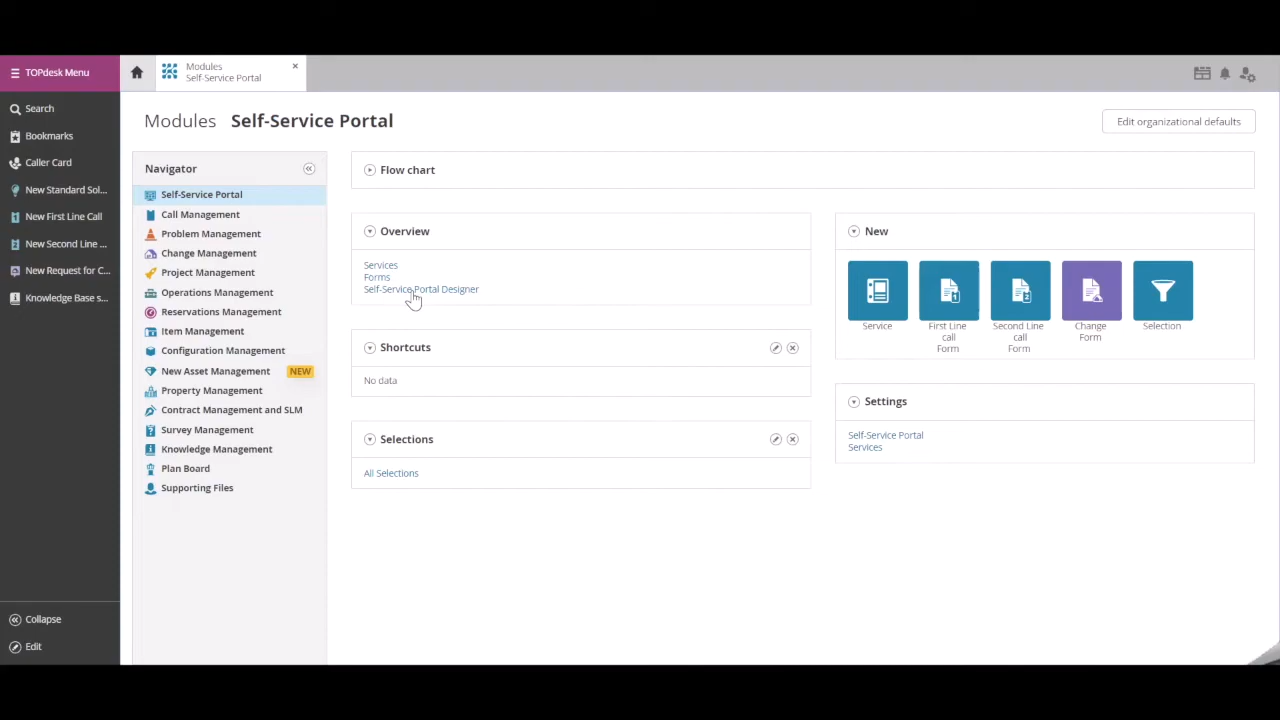 TOPdesk Menu
Modules
Self-Service Portal
Search
Bookmarks
Caller Card
New Standard Sol...
New First Line Call
New Second Line ...
New Request for C...
Knowledge Base s...
Collapse
Edit
Modules Self-Service Portal
Edit organizational defaults
Navigator
Self-Service Portal
Call Management
Problem Management
Change Management
Project Management
Operations Management
Reservations Management
Item Management
Configuration Management
New Asset Management NEW
Property Management
Contract Management and SLM
Survey Management
Knowledge Management
Plan Board
Supporting Files
Flow chart
Overview
Services
Forms
Self-Service Portal Designer
Shortcuts
No data
Selections
All Selections
New
Service
First Line
call
Form
Second Line
call
Form
Change
Form
Selection
Settings
Self-Service Portal
Services